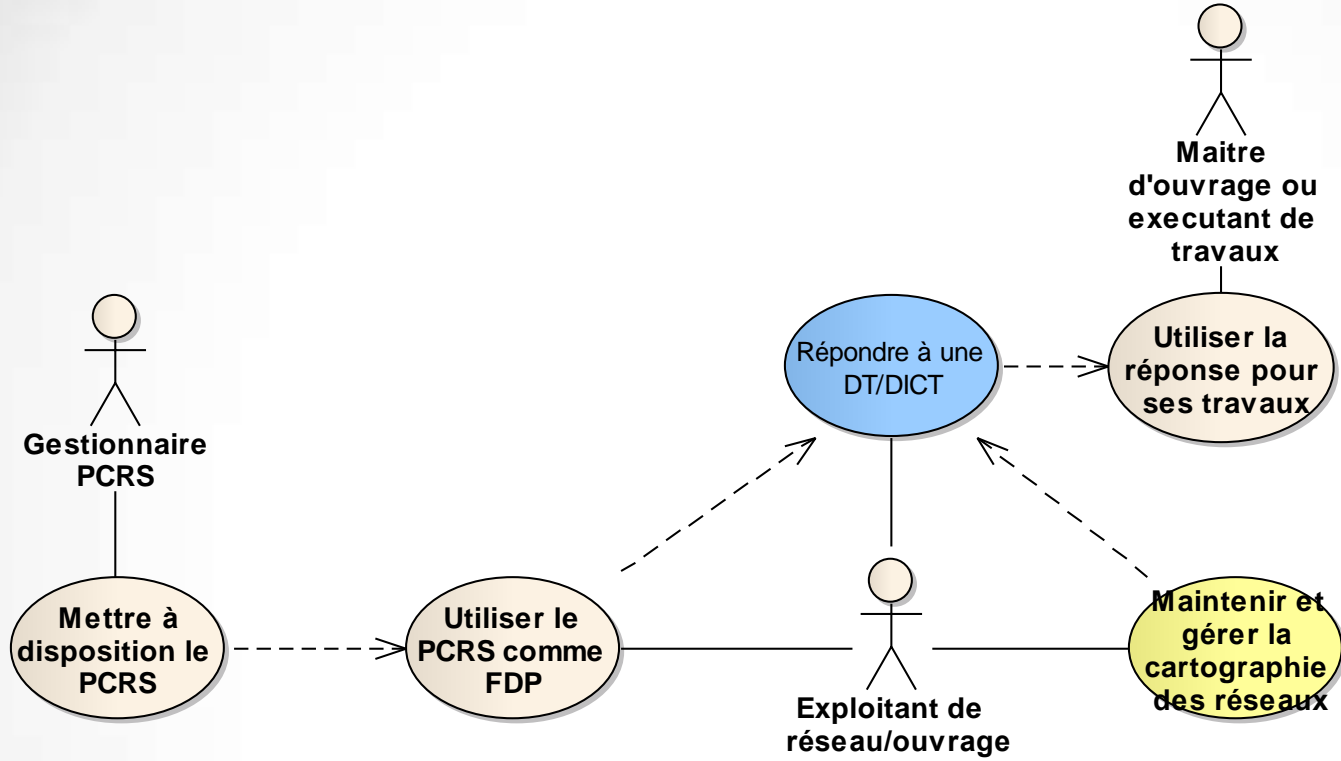 Maitre
d'ouvrage ou
executant de
travaux
Utiliser la
réponse pour
ses travaux
Répondre à une
DT/DICT
Gestionnaire
PCRS
Mettre à
disposition le
PCRS
Utiliser le
PCRS comme
FDP
Exploitant de
réseau/ouvrage
Maintenir et
gérer la
cartographie
des réseaux